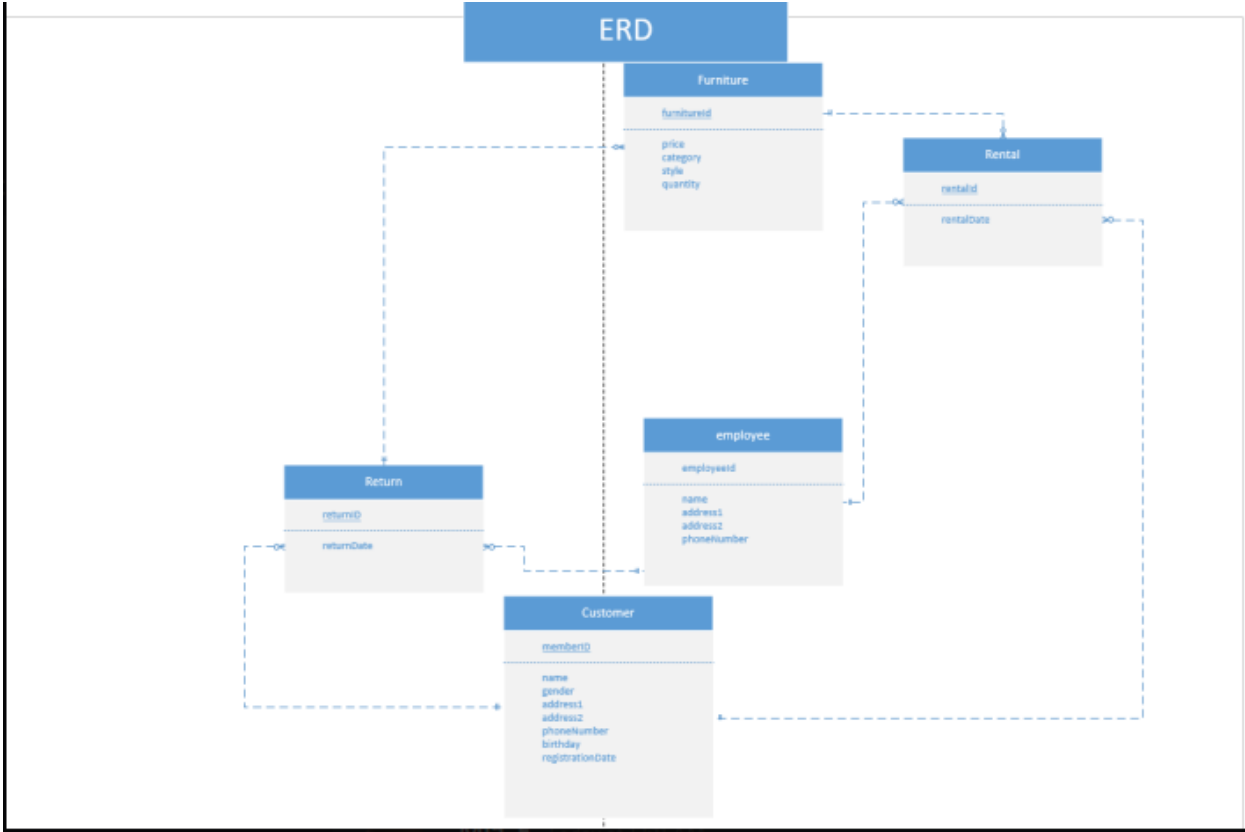 ERD
Furniture
furnitureId
price
category
style
quantity
Rental
rentalId
rentalDate
employee
employeeId
name
address1
address2
phoneNumber
Return
returnID
returnDate
Customer
memberID
name
gender
address1
address2
phoneNumber
birthday
registrationDate